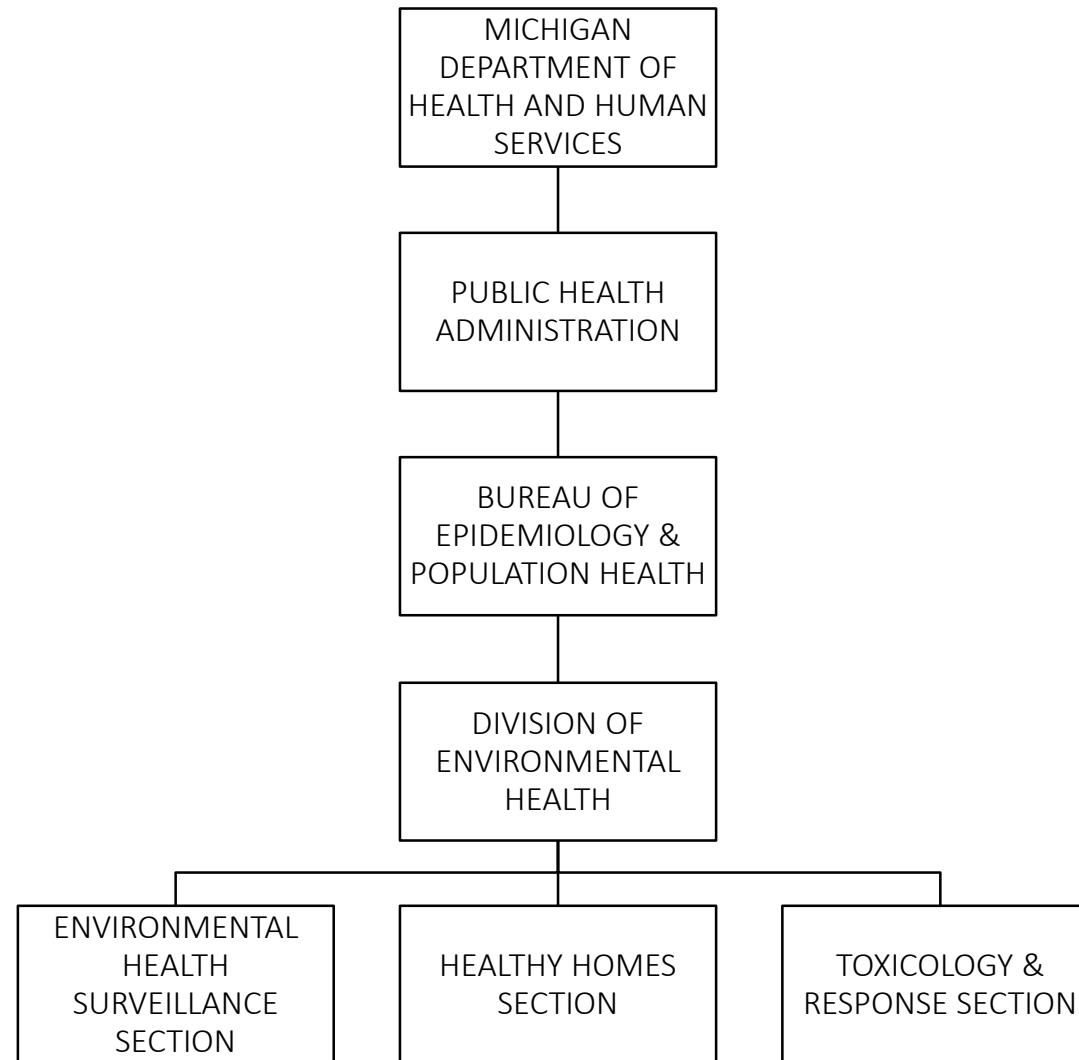 MICHIGAN
DEPARTMENT OF
HEALTH AND HUMAN
SERVICES
PUBLIC HEALTH
ADMINISTRATION
BUREAU OF
EPIDEMIOLOGY &
POPULATION HEALTH
DIVISION OF
ENVIRONMENTAL
HEALTH
ENVIRONMENTAL
HEALTH
SURVEILLANCE
SECTION
HEALTHY HOMES
SECTION
TOXICOLOGY &
RESPONSE SECTION